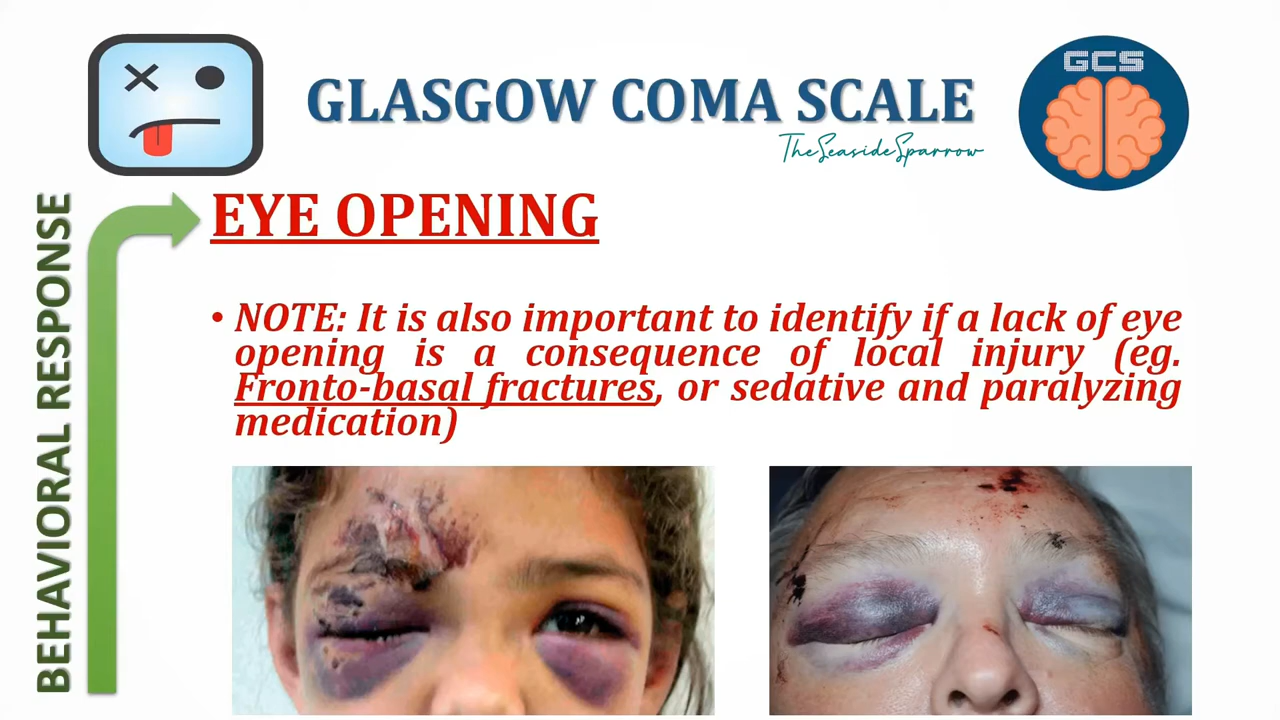 GLASGOW COMA SCALE
TheSeasideSparrow
GCS
BEHAVIORAL RESPONSE
EYE OPENING
• NOTE: It is also important to identify if a lack of eye
opening is a consequence of local injury (eg.
Fronto-basal fractures, or sedative and paralyzing
medication)